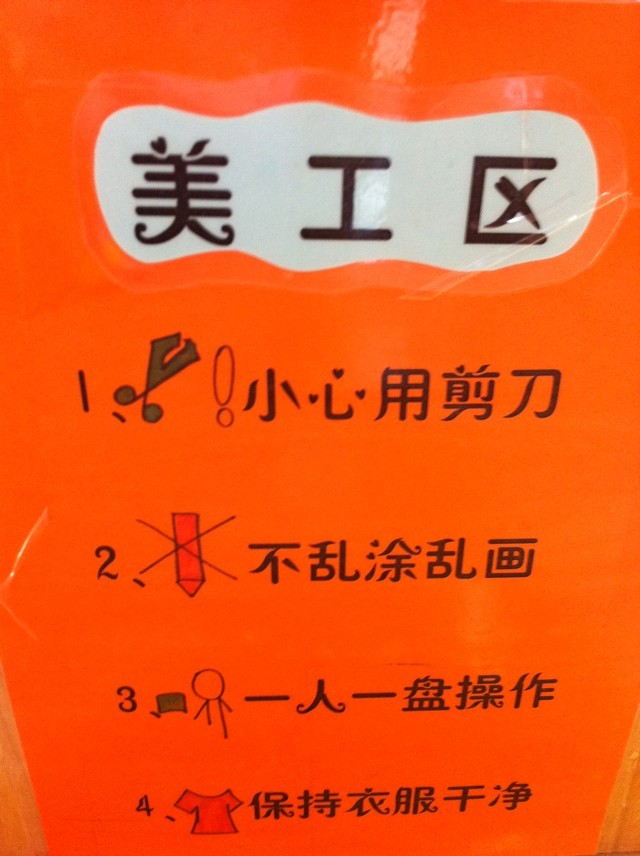 美工区
1、小心用剪刀
2、不乱涂乱画
3、一人一盘操作
4、保持衣服干净